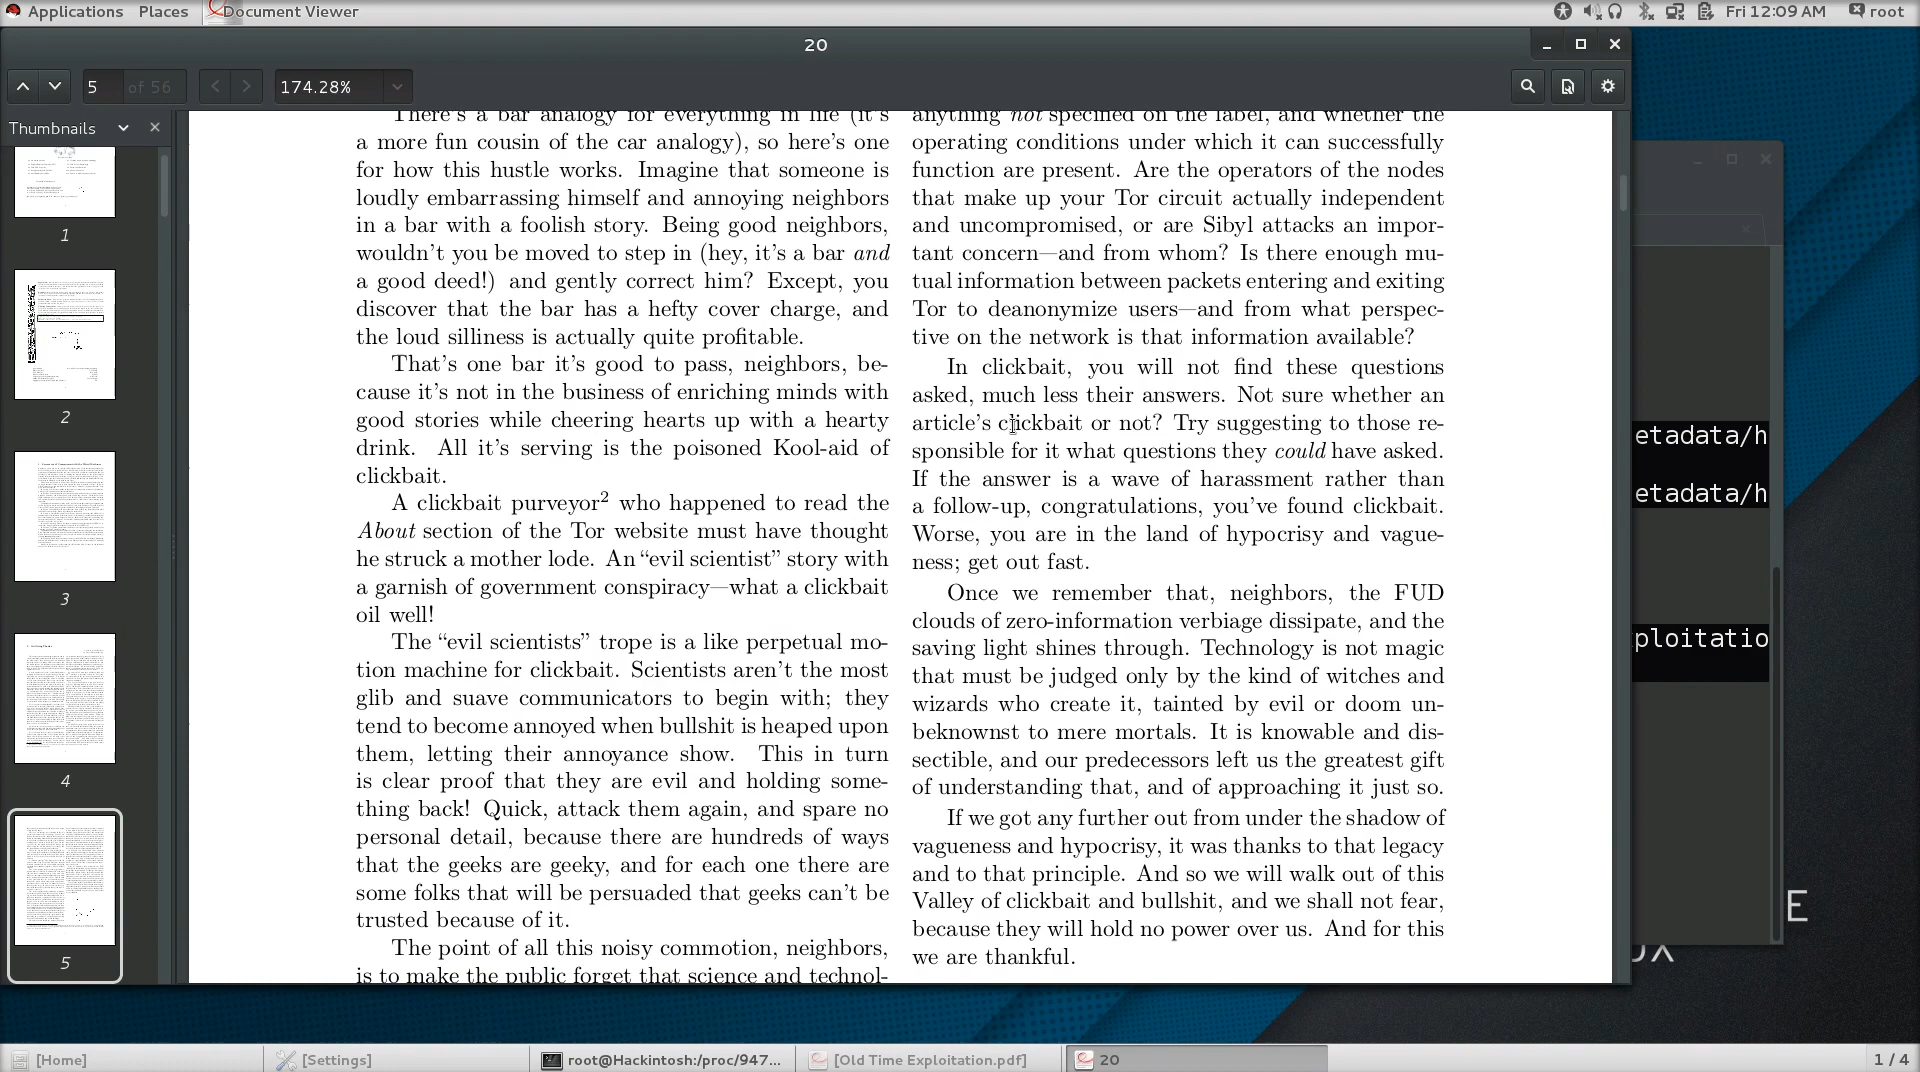 Applications Places Document Viewer Fri 12:09 AM root
20
5 of 56 174.28%
Thumbnails
1
2
3
4
5
There's a bar analogy for everything in life (it's
a more fun cousin of the car analogy), so here's one
for how this hustle works. Imagine that someone is
loudly embarrassing himself and annoying neighbors
in a bar with a foolish story. Being good neighbors,
wouldn't you be moved to step in (hey, it's a bar and
a good deed!) and gently correct him? Except, you
discover that the bar has a hefty cover charge, and
the loud silliness is actually quite profitable.
That's one bar it's good to pass, neighbors, be-
cause it's not in the business of enriching minds with
good stories while cheering hearts up with a hearty
drink. All it's serving is the poisoned Kool-aid of
clickbait.
A clickbait purveyor2 who happened to read the
About section of the Tor website must have thought
he struck a mother lode. An “evil scientist” story with
a garnish of government conspiracy—what a clickbait
oil well!
The “evil scientists” trope is a like perpetual mo-
tion machine for clickbait. Scientists aren't the most
glib and suave communicators to begin with; they
tend to become annoyed when bullshit is heaped upon
them, letting their annoyance show. This in turn
is clear proof that they are evil and holding some-
thing back! Quick, attack them again, and spare no
personal detail, because there are hundreds of ways
that the geeks are geeky, and for each one there are
some folks that will be persuaded that geeks can't be
trusted because of it.
The point of all this noisy commotion, neighbors,
is to make the public forget that science and technol-
anything not specified on the label, and whether the
operating conditions under which it can successfully
function are present. Are the operators of the nodes
that make up your Tor circuit actually independent
and uncompromised, or are Sibyl attacks an impor-
tant concern—and from whom? Is there enough mu-
tual information between packets entering and exiting
Tor to deanonymize users—and from what perspec-
tive on the network is that information available?
In clickbait, you will not find these questions
asked, much less their answers. Not sure whether an
article's clickbait or not? Try suggesting to those re-
sponsible for it what questions they could have asked.
If the answer is a wave of harassment rather than
a follow-up, congratulations, you've found clickbait.
Worse, you are in the land of hypocrisy and vague-
ness; get out fast.
Once we remember that, neighbors, the FUD
clouds of zero-information verbiage dissipate, and the
saving light shines through. Technology is not magic
that must be judged only by the kind of witches and
wizards who create it, tainted by evil or doom un-
beknownst to mere mortals. It is knowable and dis-
sectible, and our predecessors left us the greatest gift
of understanding that, and of approaching it just so.
If we got any further out from under the shadow of
vagueness and hypocrisy, it was thanks to that legacy
and to that principle. And so we will walk out of this
Valley of clickbait and bullshit, and we shall not fear,
because they will hold no power over us. And for this
we are thankful.
etadata/h
etadata/h
ploitatio
E
[Home] [Settings] root@Hackintosh:/proc/947... [Old Time Exploitation.pdf] 20 1 / 4